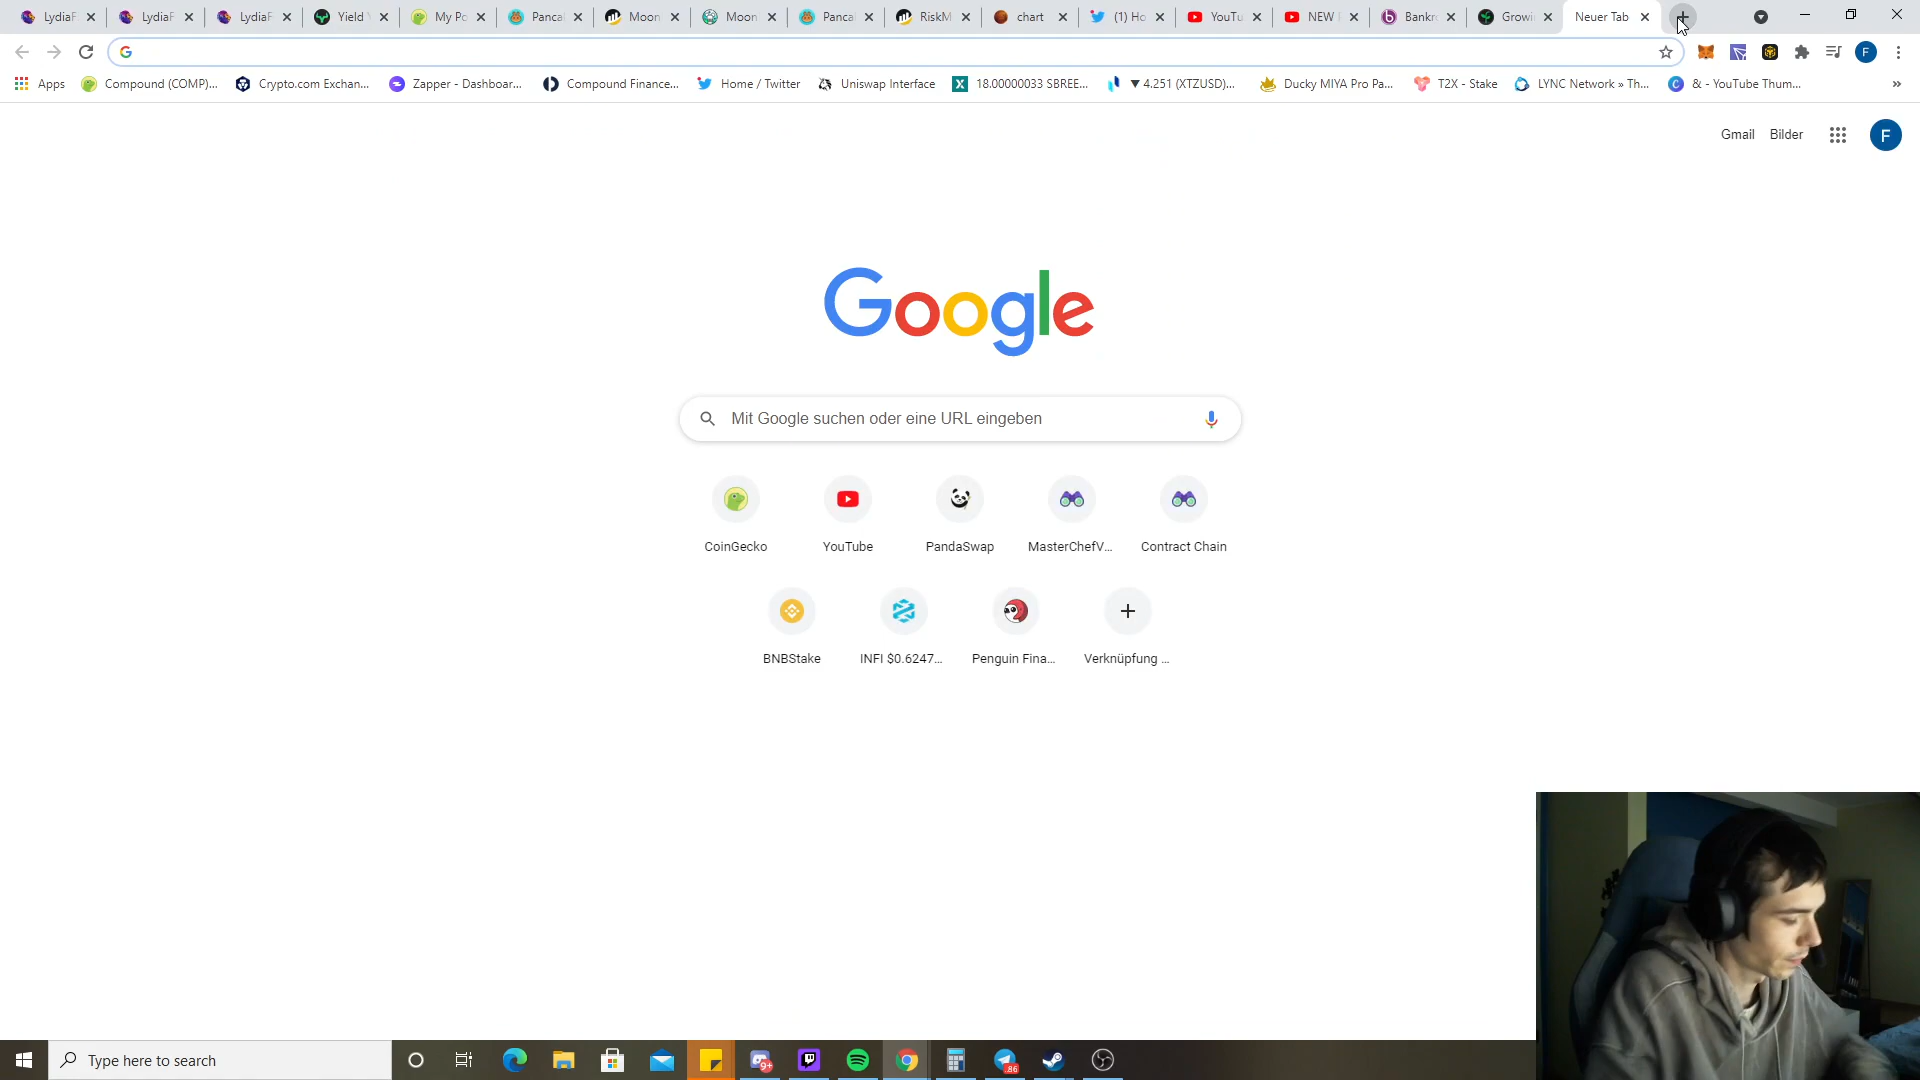 LydiaF LydiaF LydiaF Yield My Po Panca Moon Moon Panca RiskM chart (1) Ho YouTu NEW Bankr Growi Neuer Tab
Apps Compound (COMP)... Crypto.com Exchan... Zapper - Dashboar... Compound Finance... Home / Twitter Uniswap Interface 18.00000033 SBREE... ▼ 4.251 (XTZUSD)... Ducky MIYA Pro Pa... T2X - Stake LYNC Network » Th... & - YouTube Thum... »
Gmail Bilder F
Google
Mit Google suchen oder eine URL eingeben
CoinGecko YouTube PandaSwap MasterChefV... Contract Chain
BNBStake INFI $0.6247... Penguin Fina... Verknüpfung ...
Type here to search